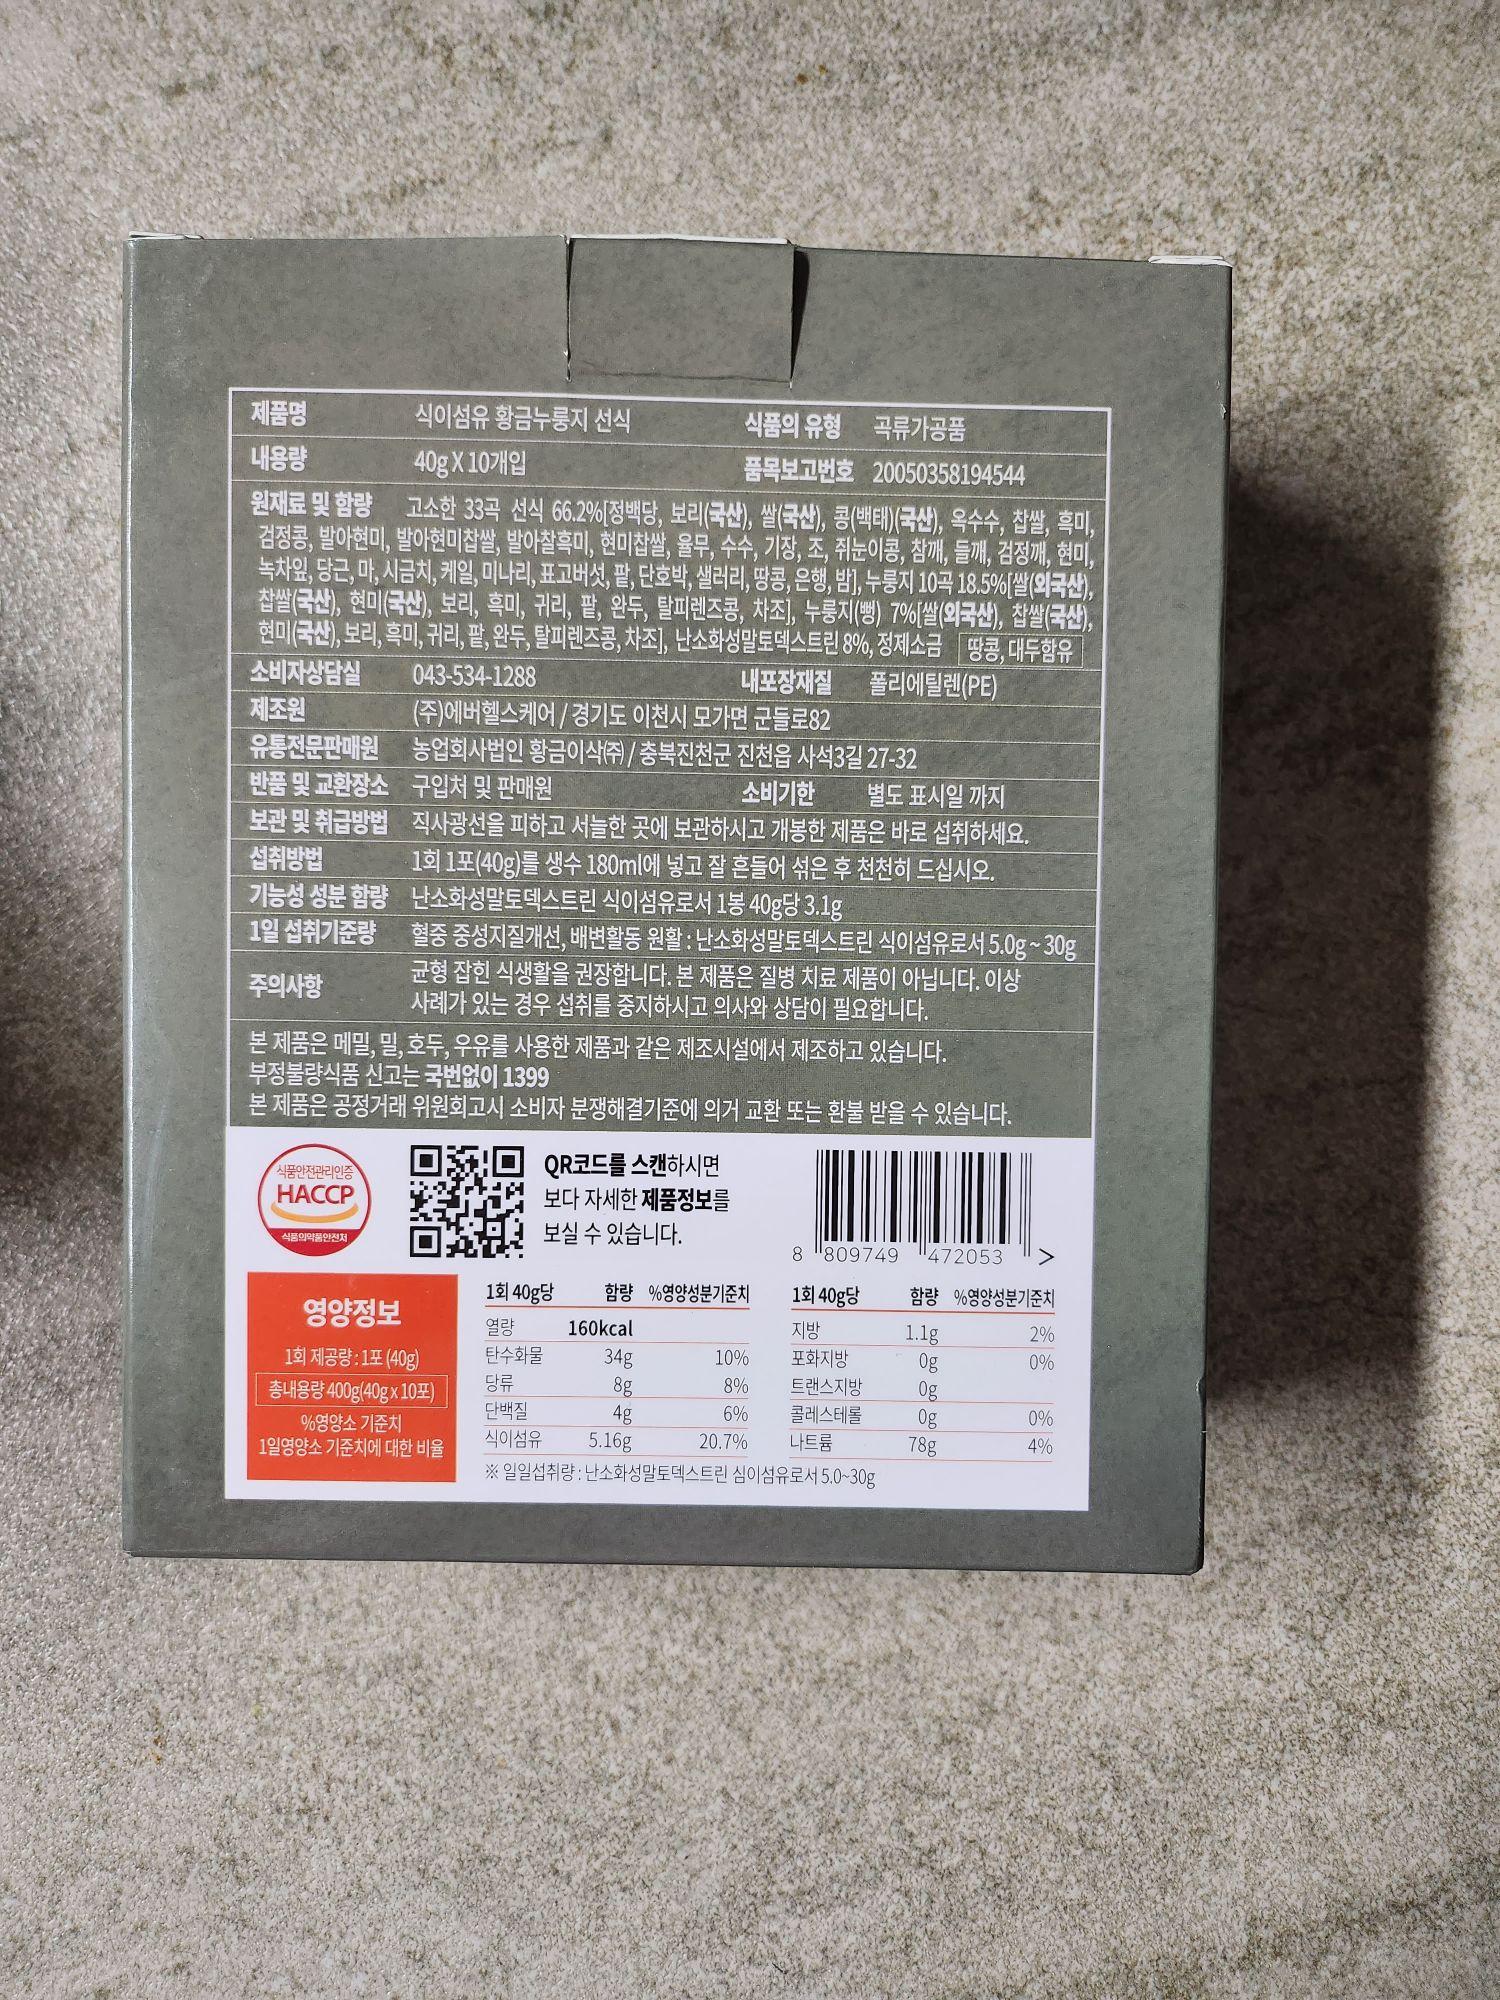 제품명 식이섬유 황금누룽지 선식 식품의 유형 곡류가공품
내용량 40g X 10개입 품목보고번호 20050358194544
원재료 및 함량 고소한 33곡 선식 66.2%[정백당, 보리(국산), 쌀(국산), 콩(백태)(국산), 옥수수, 찹쌀, 흑미,
검정콩, 발아현미, 발아현미찹쌀, 발아찰흑미, 현미찹쌀, 율무, 수수, 기장, 조, 쥐눈이콩, 참깨, 들깨, 검정깨, 현미,
녹차잎, 당근, 마, 시금치, 케일, 미나리, 표고버섯, 팥, 단호박, 샐러리, 땅콩, 은행, 밤], 누룽지 10곡 18.5%[쌀(외국산),
찹쌀(국산), 현미(국산), 보리, 흑미, 귀리, 팥, 완두, 탈피렌즈콩, 차조], 누룽지(뻥) 7%[쌀(외국산), 찹쌀(국산),
현미(국산), 보리, 흑미, 귀리, 팥, 완두, 탈피렌즈콩, 차조], 난소화성말토덱스트린 8%, 정제소금 땅콩, 대두함유
소비자상담실 043-534-1288 내포장재질 폴리에틸렌(PE)
제조원 (주)에버헬스케어 / 경기도 이천시 모가면 군들로82
유통전문판매원 농업회사법인 황금이삭㈜ / 충북진천군 진천읍 사석3길 27-32
반품 및 교환장소 구입처 및 판매원 소비기한 별도 표시일 까지
보관 및 취급방법 직사광선을 피하고 서늘한 곳에 보관하시고 개봉한 제품은 바로 섭취하세요.
섭취방법 1회 1포(40g)를 생수 180ml에 넣고 잘 흔들어 섞은 후 천천히 드십시오.
기능성 성분 함량 난소화성말토덱스트린 식이섬유로서 1봉 40g당 3.1g
1일 섭취기준량 혈중 중성지질개선, 배변활동 원활 : 난소화성말토덱스트린 식이섬유로서 5.0g ~ 30g
주의사항 균형 잡힌 식생활을 권장합니다. 본 제품은 질병 치료 제품이 아닙니다. 이상
사례가 있는 경우 섭취를 중지하시고 의사와 상담이 필요합니다.
본 제품은 메밀, 밀, 호두, 우유를 사용한 제품과 같은 제조시설에서 제조하고 있습니다.
부정불량식품 신고는 국번없이 1399
본 제품은 공정거래 위원회고시 소비자 분쟁해결기준에 의거 교환 또는 환불 받을 수 있습니다.
식품안전관리인증
HACCP
식품의약품안전처
QR코드를 스캔하시면
보다 자세한 제품정보를
보실 수 있습니다.
8 809749 472053 >
영양정보
1회 제공량 : 1포 (40g)
총내용량 400g(40g x 10포)
%영양소 기준치
1일영양소 기준치에 대한 비율
1회 40g당 함량 %영양성분기준치
열량 160kcal
탄수화물 34g 10%
당류 8g 8%
단백질 4g 6%
식이섬유 5.16g 20.7%
1회 40g당 함량 %영양성분기준치
지방 1.1g 2%
포화지방 0g 0%
트랜스지방 0g
콜레스테롤 0g 0%
나트륨 78g 4%
※ 일일섭취량 : 난소화성말토덱스트린 심이섬유로서 5.0~30g